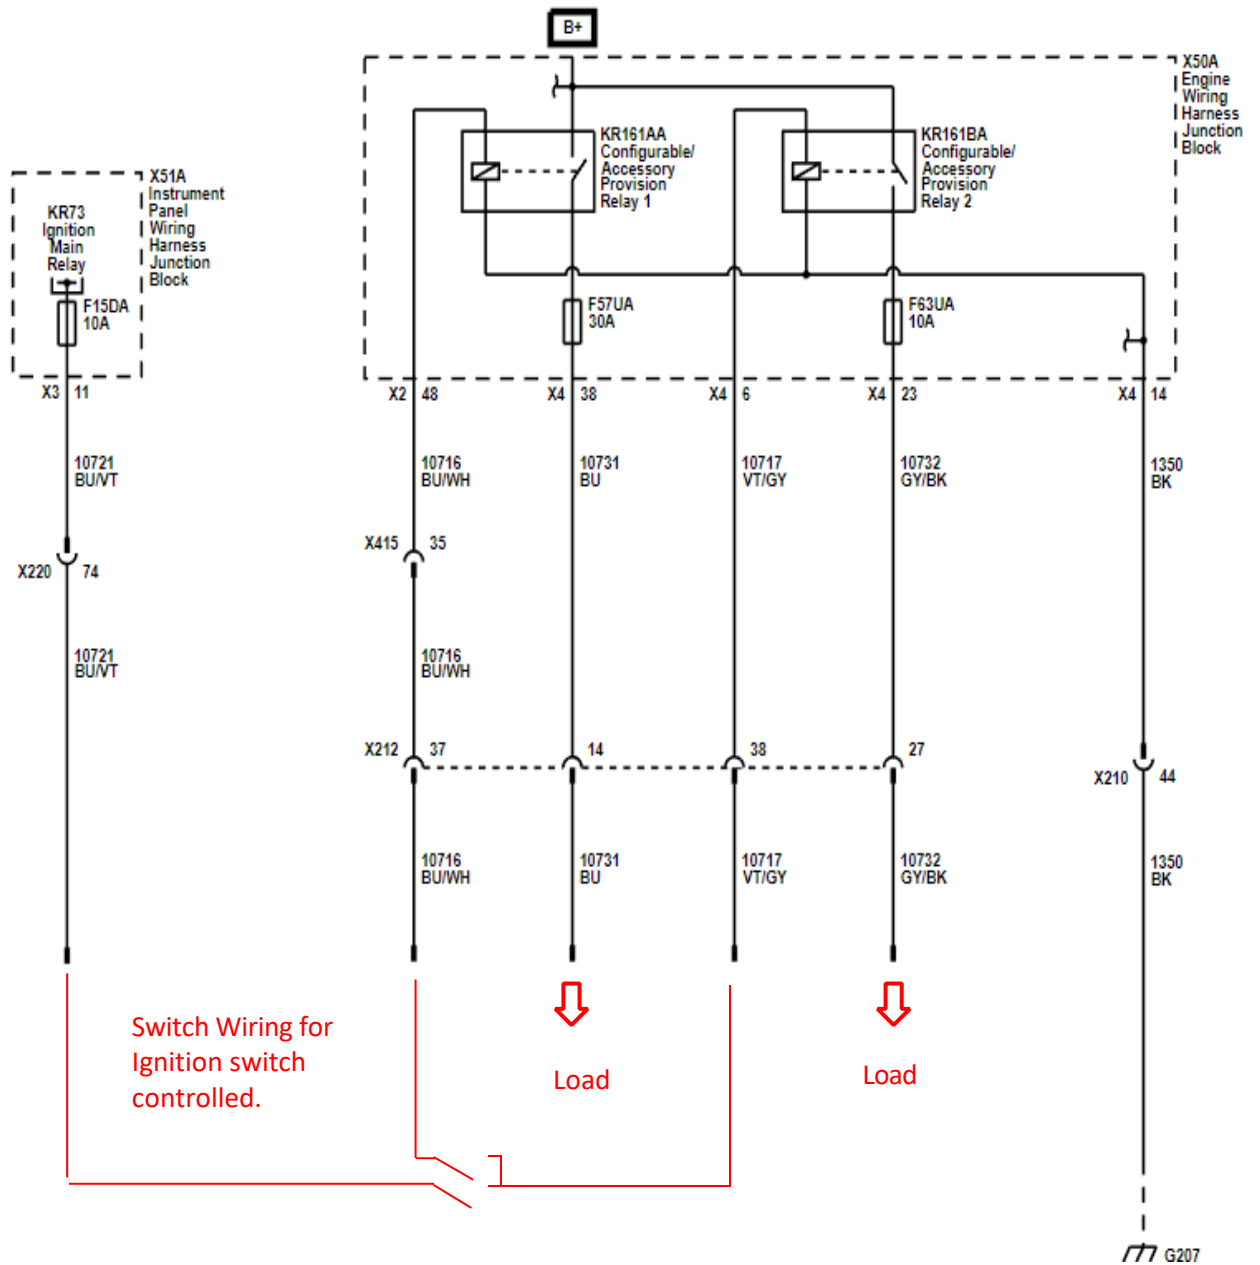 B+
X50A
Engine
Wiring
Harness
Junction
Block
KR161AA
Configurable/
Accessory
Provision
Relay 1
KR161BA
Configurable/
Accessory
Provision
Relay 2
X51A
Instrument
Panel
Wiring
Harness
Junction
Block
KR73
Ignition
Main
Relay
F15DA
10A
F57UA
30A
F63UA
10A
X3 11
X2 48
X4 38
X4 6
X4 23
X4 14
10721
BU/VT
10716
BU/WH
10731
BU
10717
VT/GY
10732
GY/BK
1350
BK
X415 35
X220 74
10721
BU/VT
10716
BU/WH
X212 37
14
38
27
X210 44
10716
BU/WH
10731
BU
10717
VT/GY
10732
GY/BK
1350
BK
Switch Wiring for
Ignition switch
controlled.
Load
Load
G207